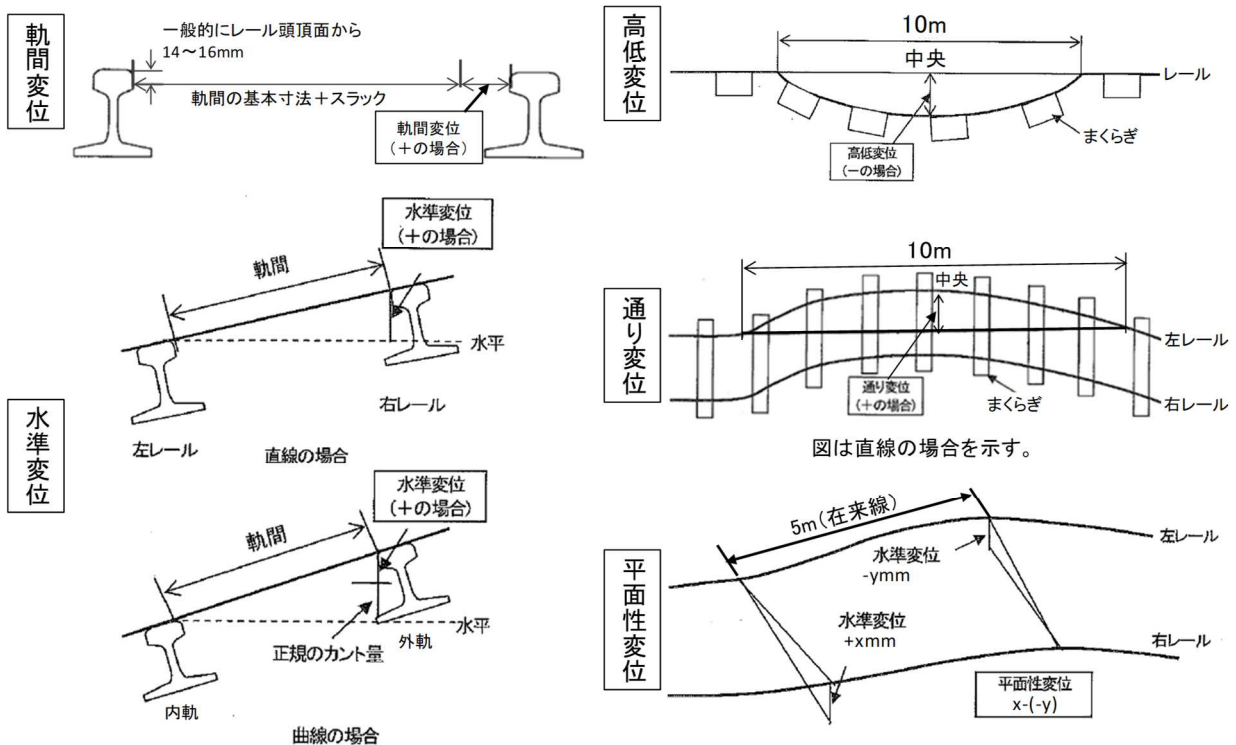 軌間変位
一般的にレール頭頂面から
14～16mm
軌間の基本寸法＋スラック
軌間変位
（＋の場合）
水準変位
水準変位
(＋の場合)
軌間
水平
左レール
右レール
直線の場合
水準変位
(＋の場合)
軌間
水平
正規のカント量
外軌
内軌
曲線の場合
高低変位
10m
中央
レール
まくらぎ
高低変位
(－の場合)
通り変位
10m
中央
左レール
通り変位
(＋の場合)
まくらぎ
右レール
図は直線の場合を示す。
平面性変位
5m（在来線）
左レール
水準変位
-ymm
水準変位
+xmm
右レール
平面性変位
x-(-y)